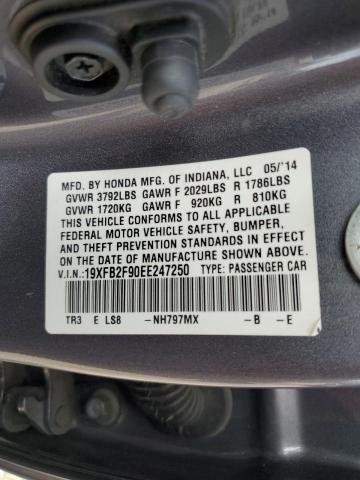 MFD. BY HONDA MFG. OF INDIANA, LLC 05/'14
GVWR 3792LBS GAWR F 2029LBS R 1786LBS
GVWR 1720KG GAWR F 920KG R 810KG
THIS VEHICLE CONFORMS TO ALL APPLICABLE
FEDERAL MOTOR VEHICLE SAFETY, BUMPER,
AND THEFT PREVENTION STANDARDS IN EFFECT
ON THE DATE OF MANUFACTURE SHOWN ABOVE.
V.I.N: 19XFB2F90EE247250 TYPE: PASSENGER CAR
TR3 E LS8 -NH797MX -B -E